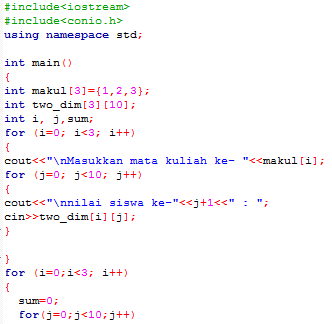 #include<iostream>
#include<conio.h>
using namespace std;
int main()
{
int makul[3]={1,2,3};
int two_dim[3][10];
int i, j,sum;
for (i=0; i<3; i++)
{
cout<<"\nMasukkan mata kuliah ke- "<<makul[i];
for (j=0; j<10; j++)
{
cout<<"\nnilai siswa ke-"<<j+1<<" : ";
cin>>two_dim[i][j];
}
}
for (i=0;i<3; i++)
{
sum=0;
for(j=0;j<10;j++)